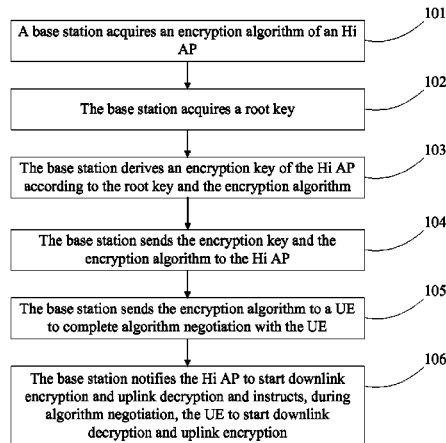 101
A base station acquires an encryption algorithm of an Hi
AP
102
The base station acquires a root key
103
The base station derives an encryption key of the Hi AP
according to the root key and the encryption algorithm
104
The base station sends the encryption key and the
encryption algorithm to the Hi AP
105
The base station sends the encryption algorithm to a UE
to complete algorithm negotiation with the UE
106
The base station notifies the Hi AP to start downlink
encryption and uplink decryption and instructs, during
algorithm negotiation, the UE to start downlink
decryption and uplink encryption